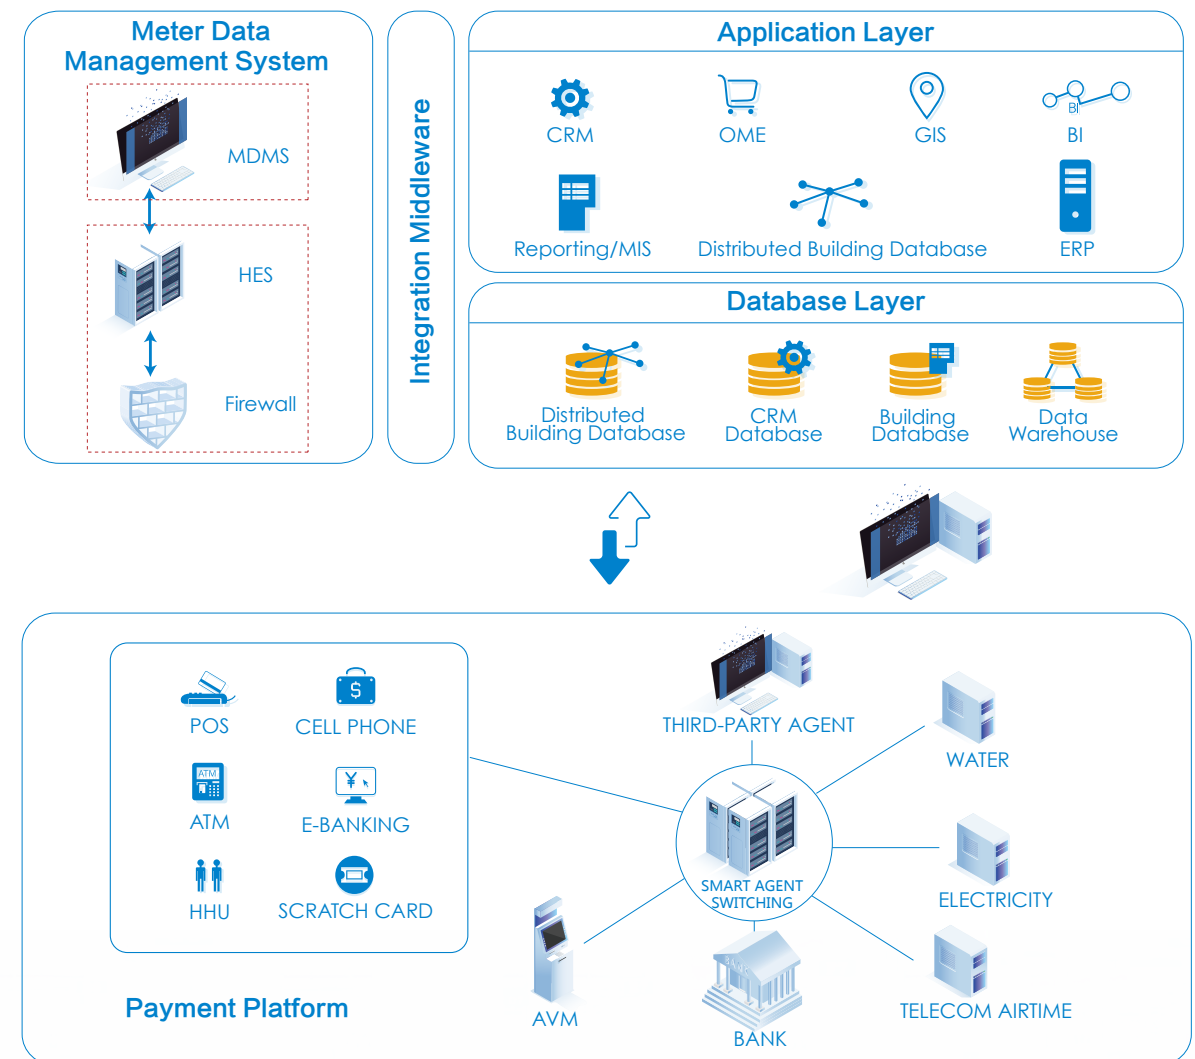 Meter Data
Management System
MDMS
HES
Firewall
Integration Middleware
Application Layer
CRM
OME
GIS
BI
BI
Reporting/MIS
Distributed Building Database
ERP
Database Layer
Distributed
Building Database
CRM
Database
Building
Database
Data
Warehouse
POS
CELL PHONE
ATM
ATM
E-BANKING
HHU
SCRATCH CARD
Payment Platform
THIRD-PARTY AGENT
WATER
SMART AGENT
SWITCHING
ELECTRICITY
AVM
BANK
TELECOM AIRTIME
$
¥